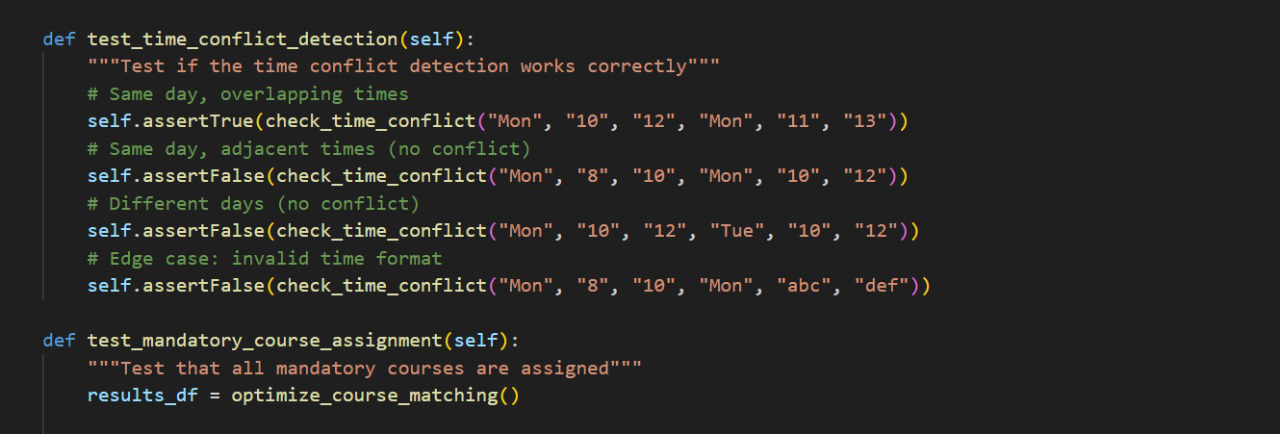 def test_time_conflict_detection(self):
    """Test if the time conflict detection works correctly"""
    # Same day, overlapping times
    self.assertTrue(check_time_conflict("Mon", "10", "12", "Mon", "11", "13"))
    # Same day, adjacent times (no conflict)
    self.assertFalse(check_time_conflict("Mon", "8", "10", "Mon", "10", "12"))
    # Different days (no conflict)
    self.assertFalse(check_time_conflict("Mon", "10", "12", "Tue", "10", "12"))
    # Edge case: invalid time format
    self.assertFalse(check_time_conflict("Mon", "8", "10", "Mon", "abc", "def"))
def test_mandatory_course_assignment(self):
    """Test that all mandatory courses are assigned"""
    results_df = optimize_course_matching()